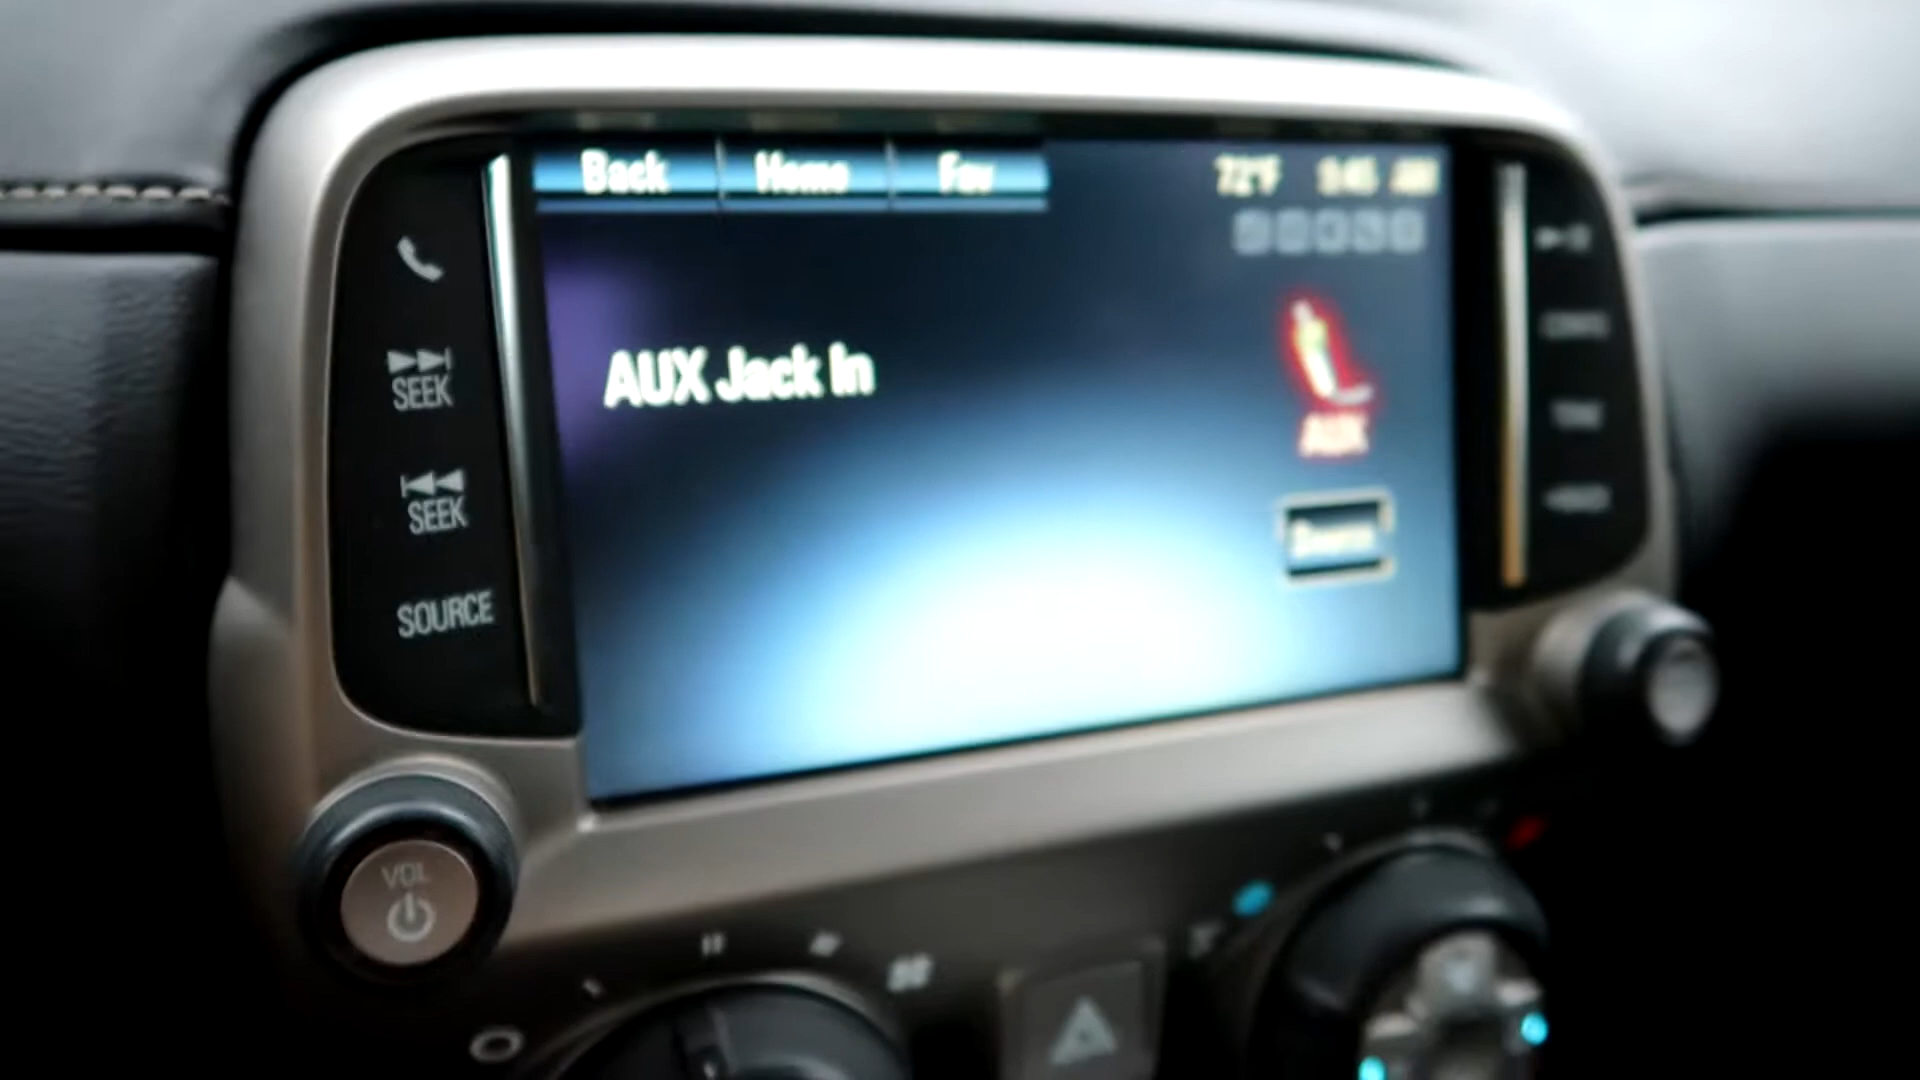 Back Home Fav 72°F 9:45 AM
AUX Jack In
AUX
SEEK
SEEK
SOURCE
VOL